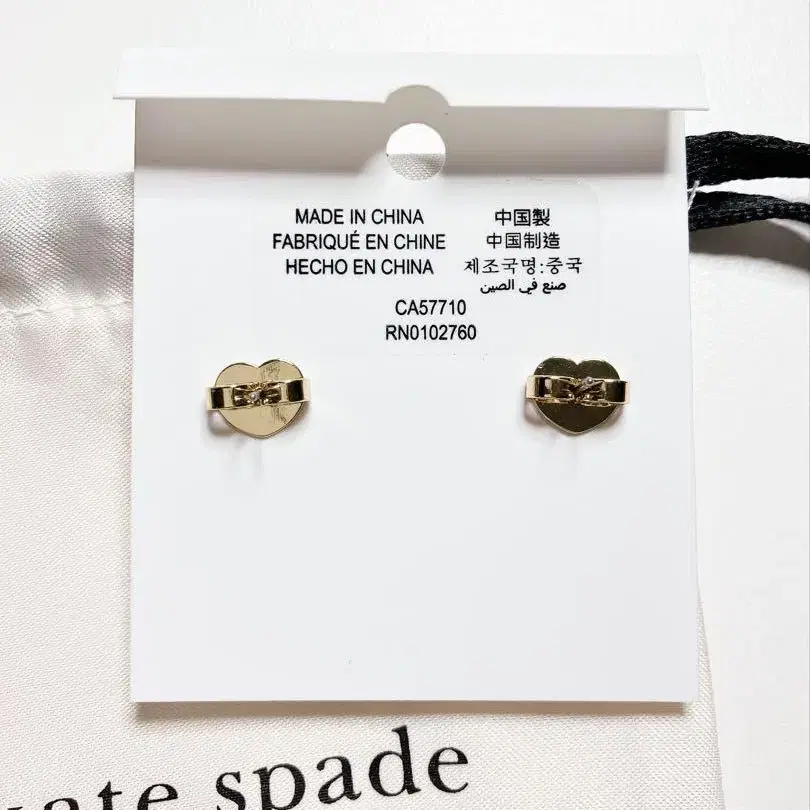 MADE IN CHINA
FABRIQUÉ EN CHINE
HECHO EN CHINA
中国製
中国制造
제조국명:중국
صنع في الصين
CA57710
RN0102760
kate spade